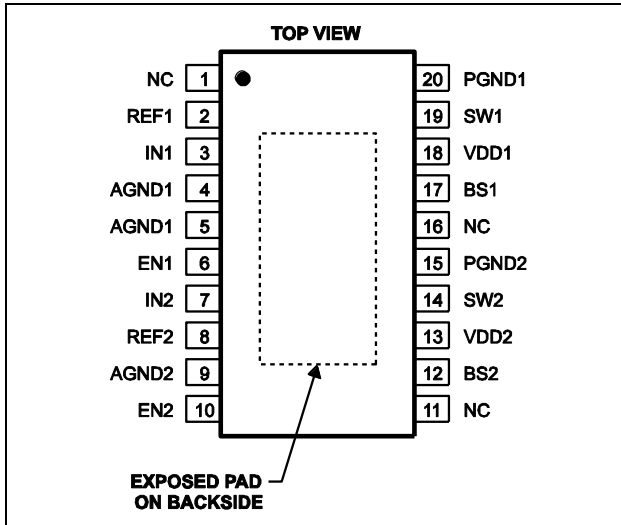 TOP VIEW
NC 1 20 PGND1
REF1 2 19 SW1
IN1 3 18 VDD1
AGND1 4 17 BS1
AGND1 5 16 NC
EN1 6 15 PGND2
IN2 7 14 SW2
REF2 8 13 VDD2
AGND2 9 12 BS2
EN2 10 11 NC
EXPOSED PAD
ON BACKSIDE